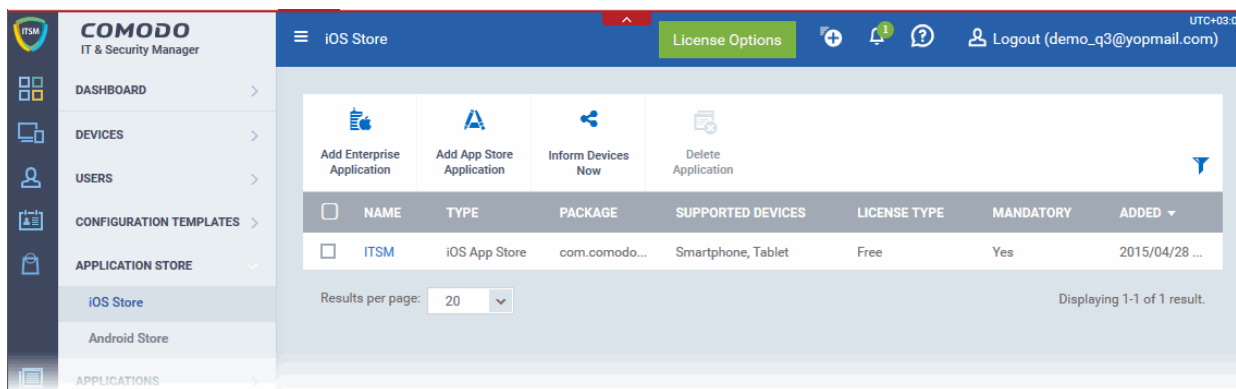 ITSM
COMODO
IT & Security Manager
iOS Store
License Options
1
UTC+03:0
Logout (demo_q3@yopmail.com)
DASHBOARD
DEVICES
USERS
CONFIGURATION TEMPLATES
APPLICATION STORE
iOS Store
Android Store
APPLICATIONS
Add Enterprise
Application
Add App Store
Application
Inform Devices
Now
Delete
Application
NAME TYPE PACKAGE SUPPORTED DEVICES LICENSE TYPE MANDATORY ADDED
ITSM iOS App Store com.comodo... Smartphone, Tablet Free Yes 2015/04/28 ...
Results per page: 20 Displaying 1-1 of 1 result.